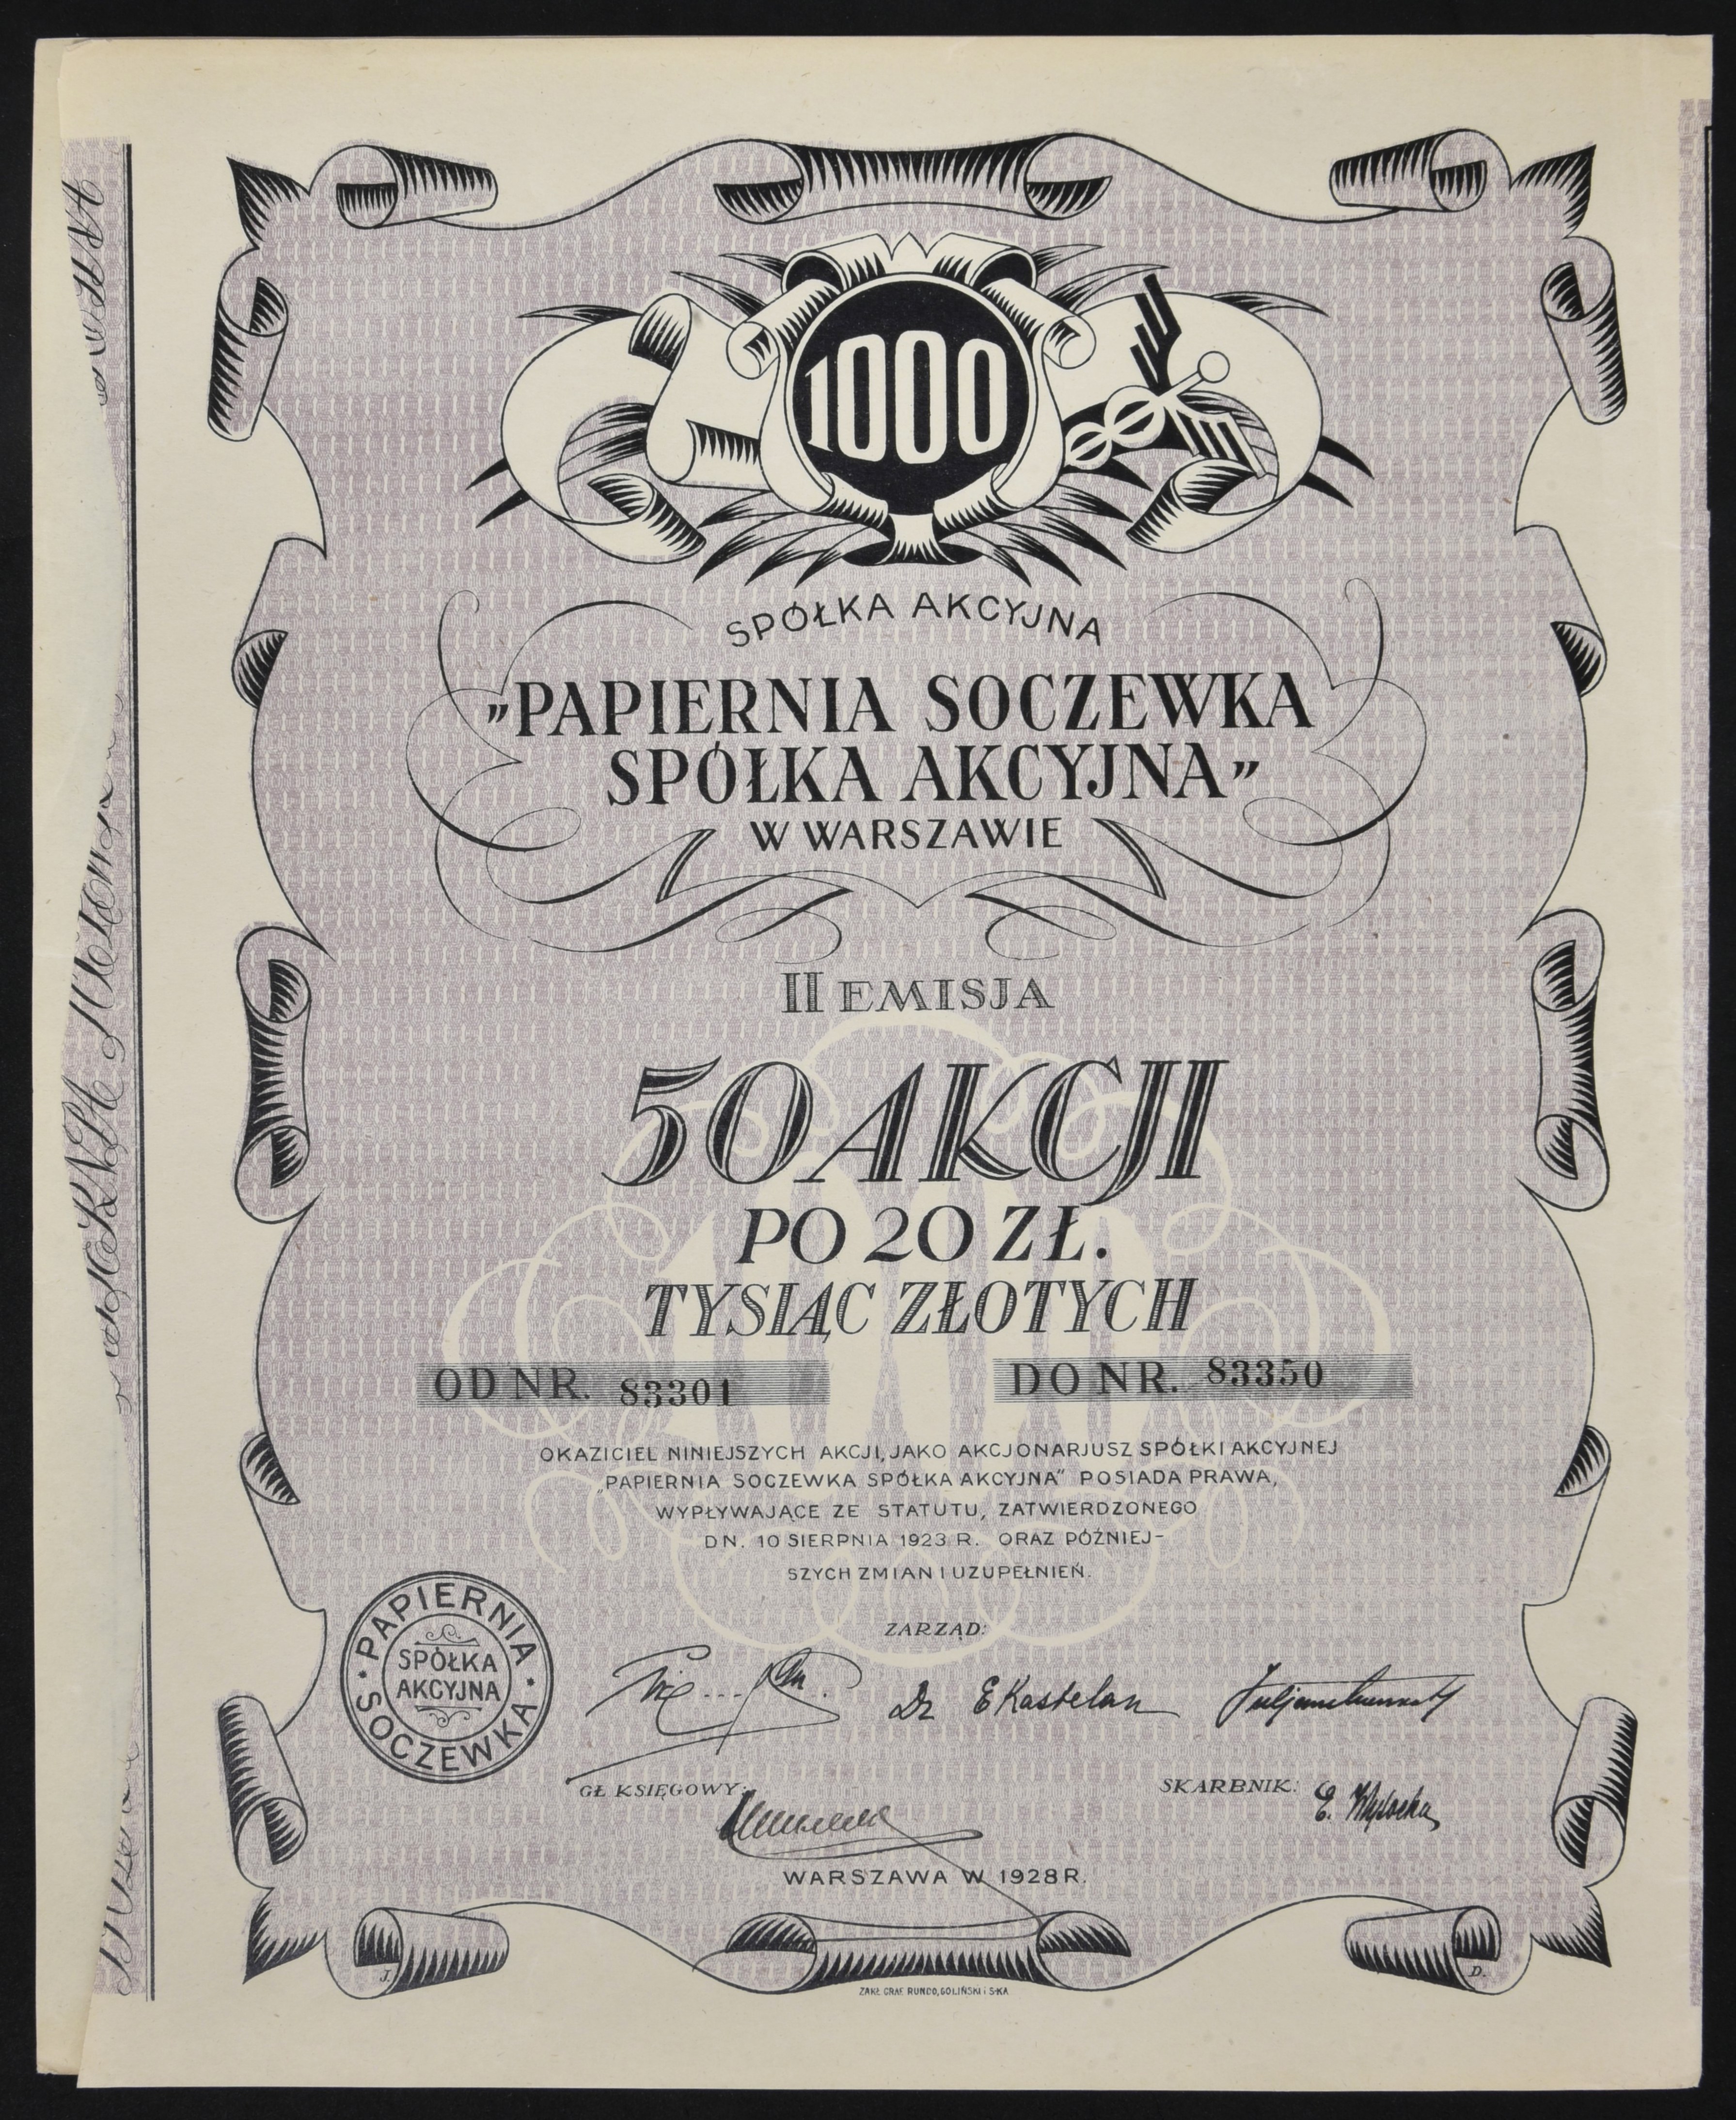 1000
SPÓŁKA AKCYJNA
„PAPIERNIA SOCZEWKA
SPÓŁKA AKCYJNA”
W WARSZAWIE
II EMISJA
50 AKCJI
PO 20 ZŁ.
TYSIĄC ZŁOTYCH
OD NR. 83301 DO NR. 83350
OKAZICIEL NINIEJSZYCH AKCJI, JAKO AKCJONARJUSZ SPÓŁKI AKCYJNEJ
„PAPIERNIA SOCZEWKA SPÓŁKA AKCYJNA” POSIADA PRAWA,
WYPŁYWAJĄCE ZE STATUTU, ZATWIERDZONEGO
DN. 10 SIERPNIA 1923 R. ORAZ PÓŹNIEJ-
SZYCH ZMIAN I UZUPEŁNIEŃ.
PAPIERNIA
SPÓŁKA
AKCYJNA
SOCZEWKA
ZARZĄD:
Dr E Kastelan
GŁ KSIĘGOWY:
SKARBNIK: E. Wysocka
WARSZAWA W 1928 R.
J. D.
ZAKŁ. GRAF. RUNDO, GOLIŃSKI i S-KA